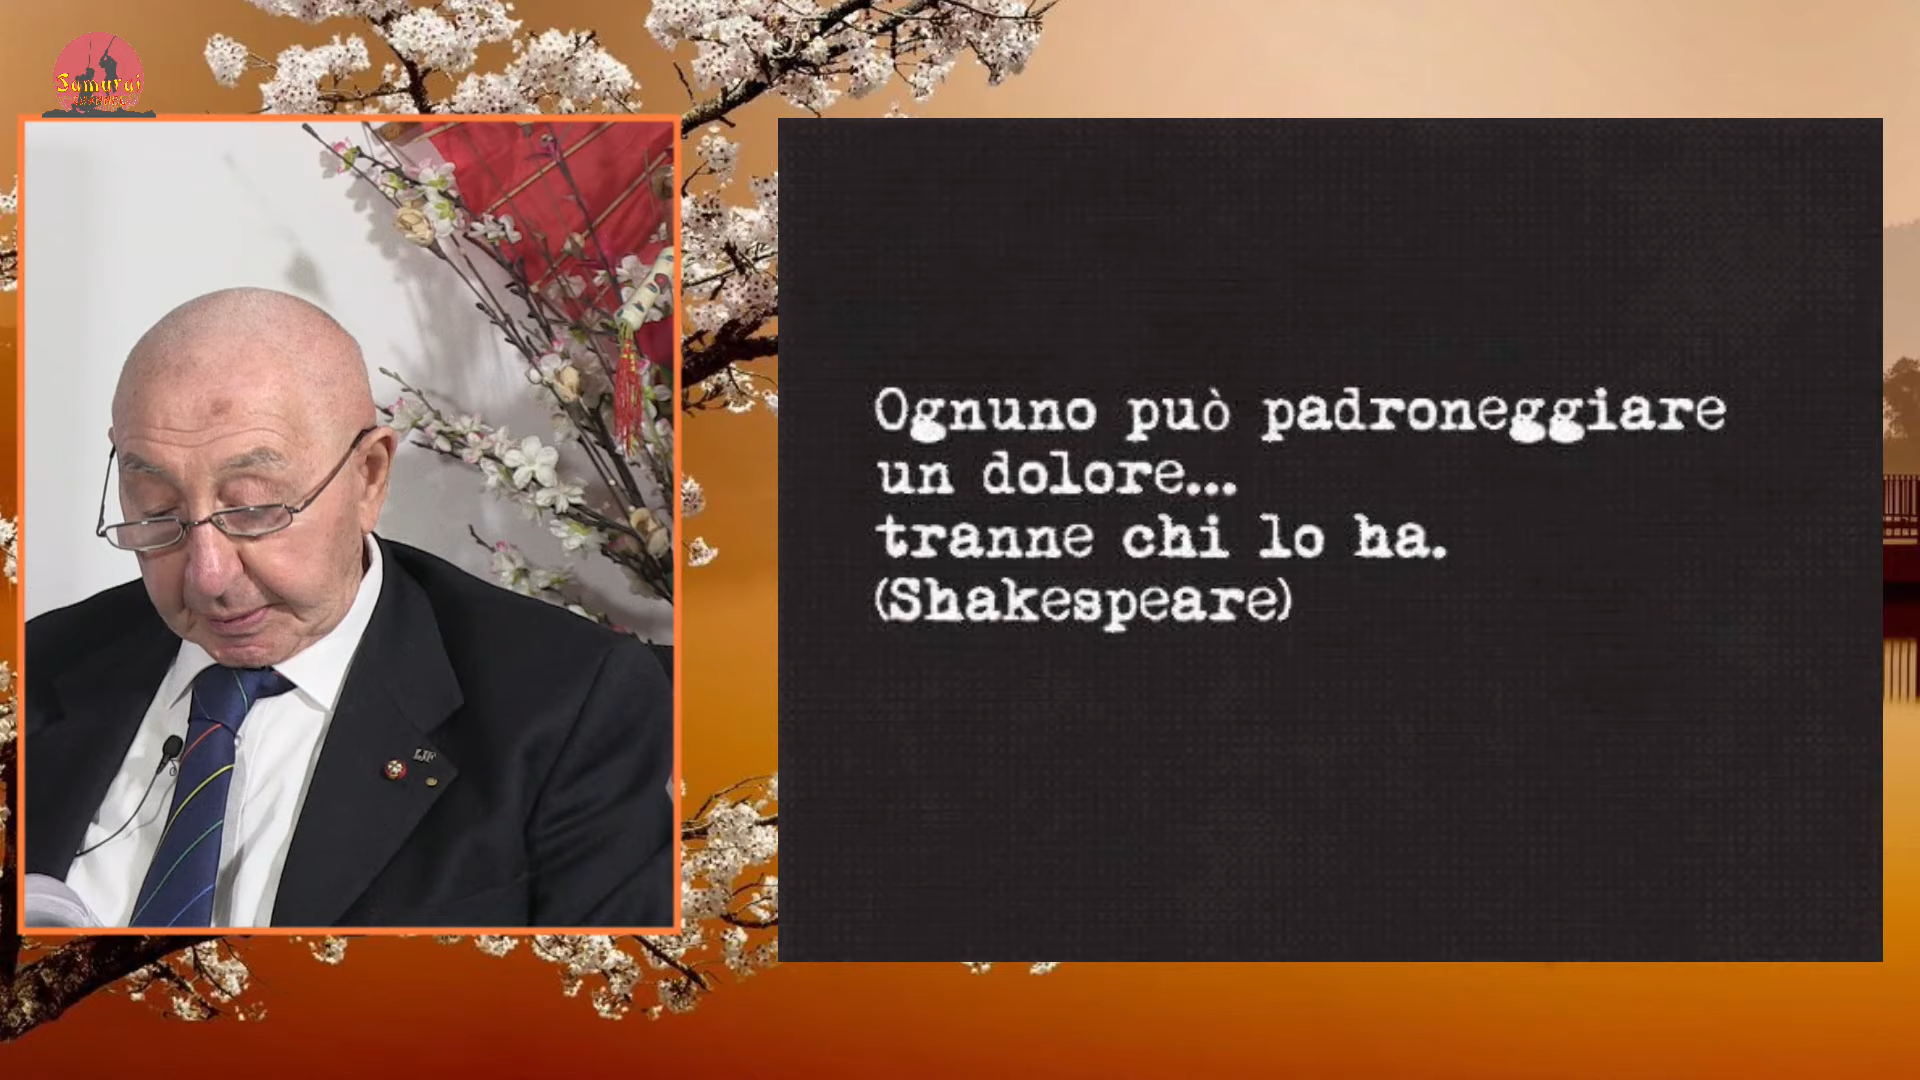 Samurai
Ognuno può padroneggiare
un dolore...
tranne chi lo ha.
(Shakespeare)